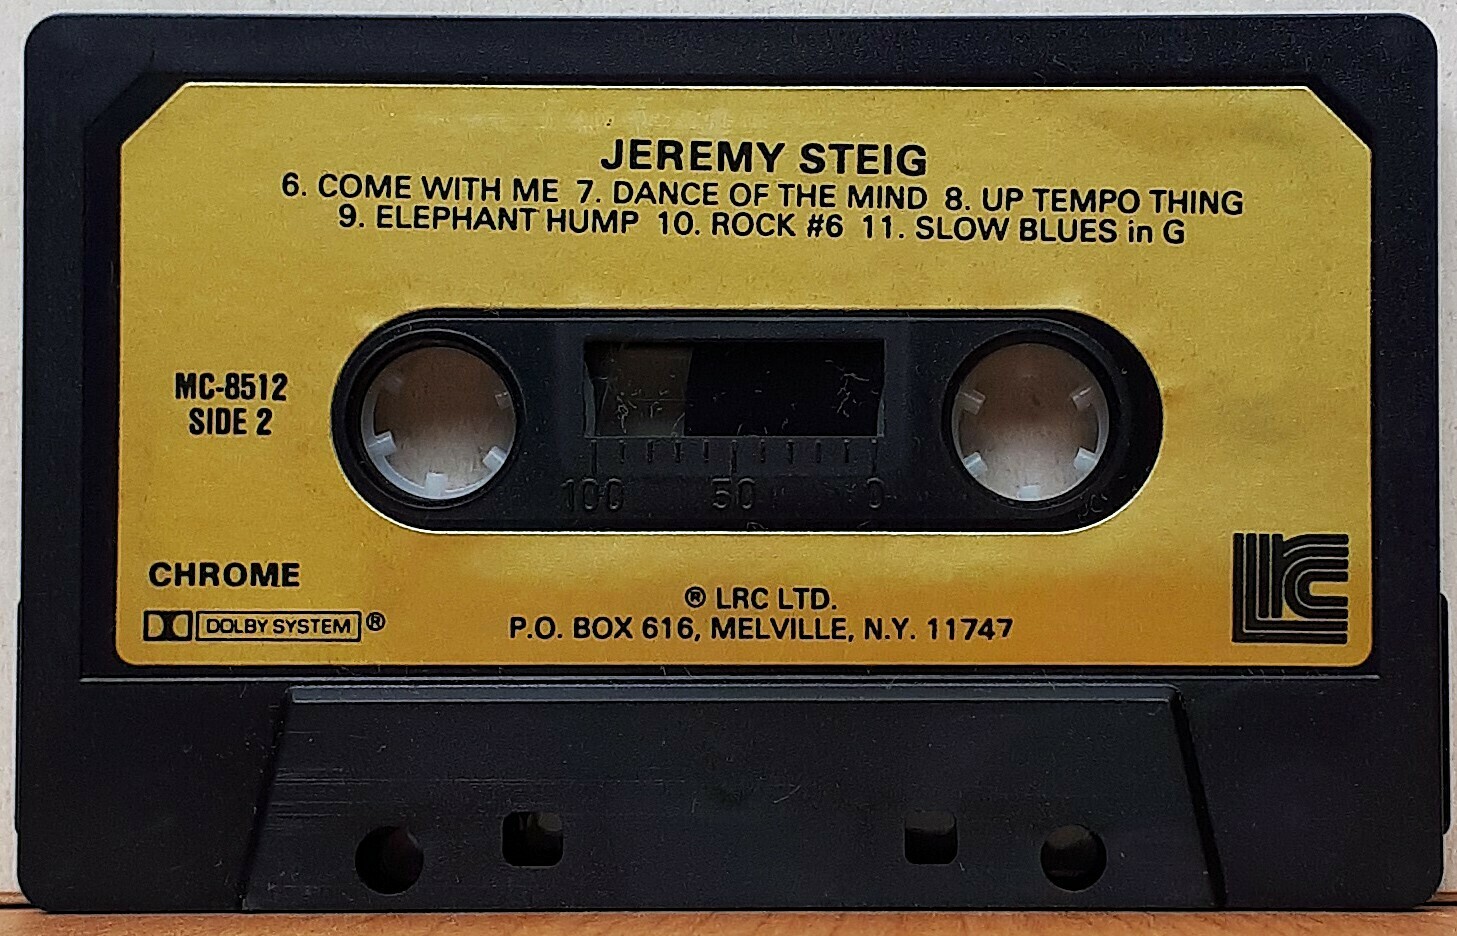 JEREMY STEIG
6. COME WITH ME 7. DANCE OF THE MIND 8. UP TEMPO THING
9. ELEPHANT HUMP 10. ROCK #6 11. SLOW BLUES in G
MC-8512
SIDE 2
100 50 0
CHROME
DOLBY SYSTEM ®
® LRC LTD.
P.O. BOX 616, MELVILLE, N.Y. 11747
lrc